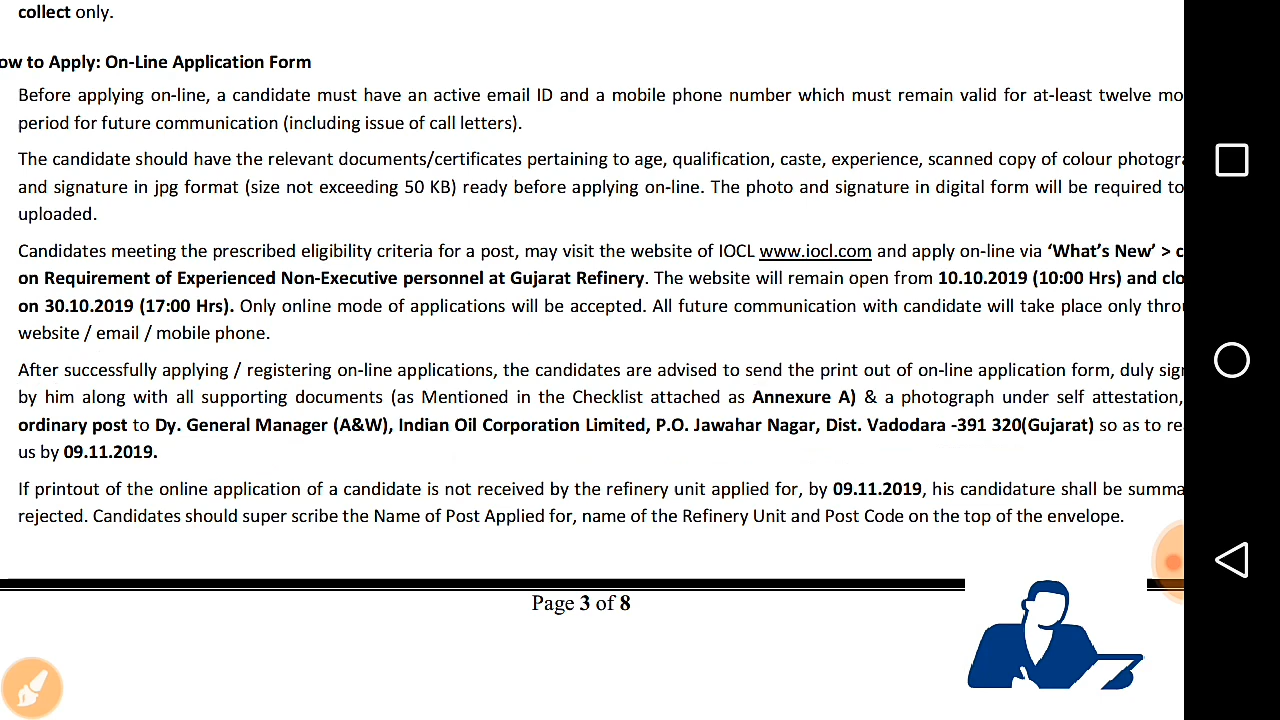 collect only.
ow to Apply: On-Line Application Form
Before applying on-line, a candidate must have an active email ID and a mobile phone number which must remain valid for at-least twelve mo
period for future communication (including issue of call letters).
The candidate should have the relevant documents/certificates pertaining to age, qualification, caste, experience, scanned copy of colour photogra
and signature in jpg format (size not exceeding 50 KB) ready before applying on-line. The photo and signature in digital form will be required to
uploaded.
Candidates meeting the prescribed eligibility criteria for a post, may visit the website of IOCL www.iocl.com and apply on-line via ‘What’s New’ > c
on Requirement of Experienced Non-Executive personnel at Gujarat Refinery. The website will remain open from 10.10.2019 (10:00 Hrs) and clo
on 30.10.2019 (17:00 Hrs). Only online mode of applications will be accepted. All future communication with candidate will take place only thro
website / email / mobile phone.
After successfully applying / registering on-line applications, the candidates are advised to send the print out of on-line application form, duly sig
by him along with all supporting documents (as Mentioned in the Checklist attached as Annexure A) & a photograph under self attestation,
ordinary post to Dy. General Manager (A&W), Indian Oil Corporation Limited, P.O. Jawahar Nagar, Dist. Vadodara -391 320(Gujarat) so as to re
us by 09.11.2019.
If printout of the online application of a candidate is not received by the refinery unit applied for, by 09.11.2019, his candidature shall be summa
rejected. Candidates should super scribe the Name of Post Applied for, name of the Refinery Unit and Post Code on the top of the envelope.
Page 3 of 8